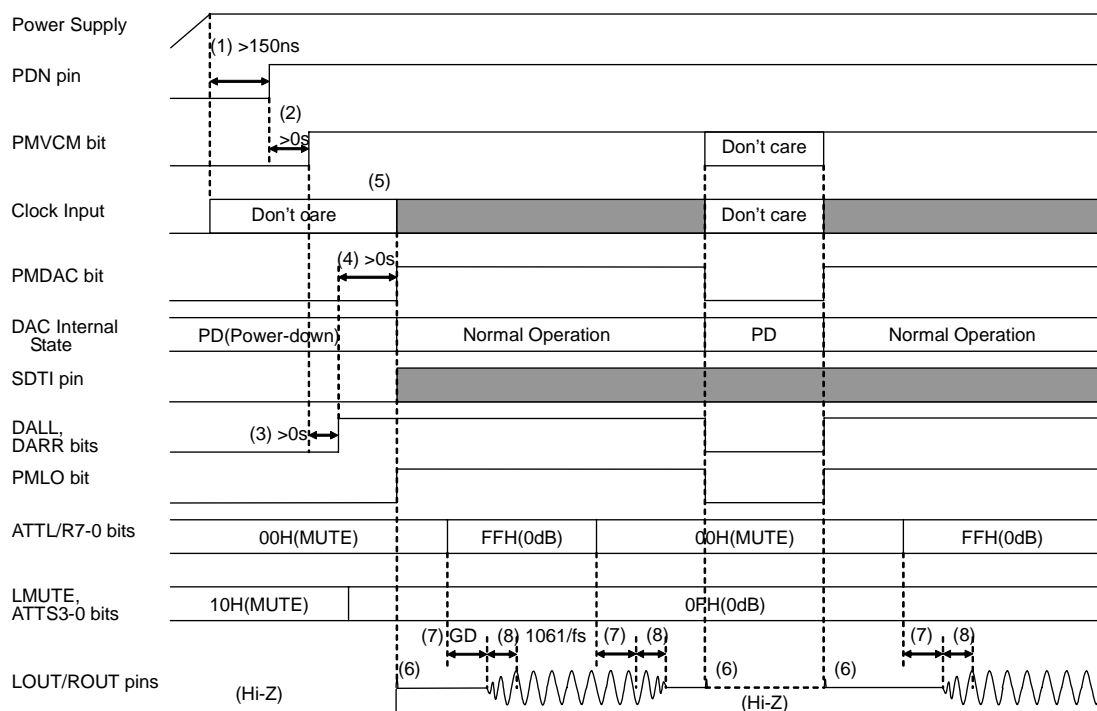 Power Supply
(1) >150ns
PDN pin
(2)
>0s
PMVCM bit
Don't care
(5)
Clock Input
Don't care
Don't care
(4) >0s
PMDAC bit
DAC Internal
State
PD(Power-down)
Normal Operation
PD
Normal Operation
SDTI pin
DALL,
DARR bits
(3) >0s
PMLO bit
ATTL/R7-0 bits
00H(MUTE)
FFH(0dB)
00H(MUTE)
FFH(0dB)
LMUTE,
ATTS3-0 bits
10H(MUTE)
0FH(0dB)
(7) GD
(8)
1061/fs
(7)
(8)
(7)
(8)
LOUT/ROUT pins
(6)
(6)
(6)
(Hi-Z)
(Hi-Z)